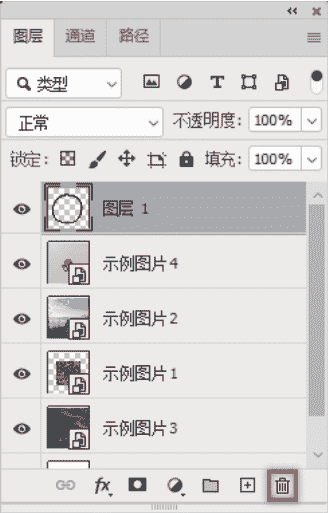 图层 通道 路径
类型 T
正常 不透明度: 100%
锁定: 填充: 100%
图层 1
示例图片4
示例图片2
示例图片1
示例图片3
fx